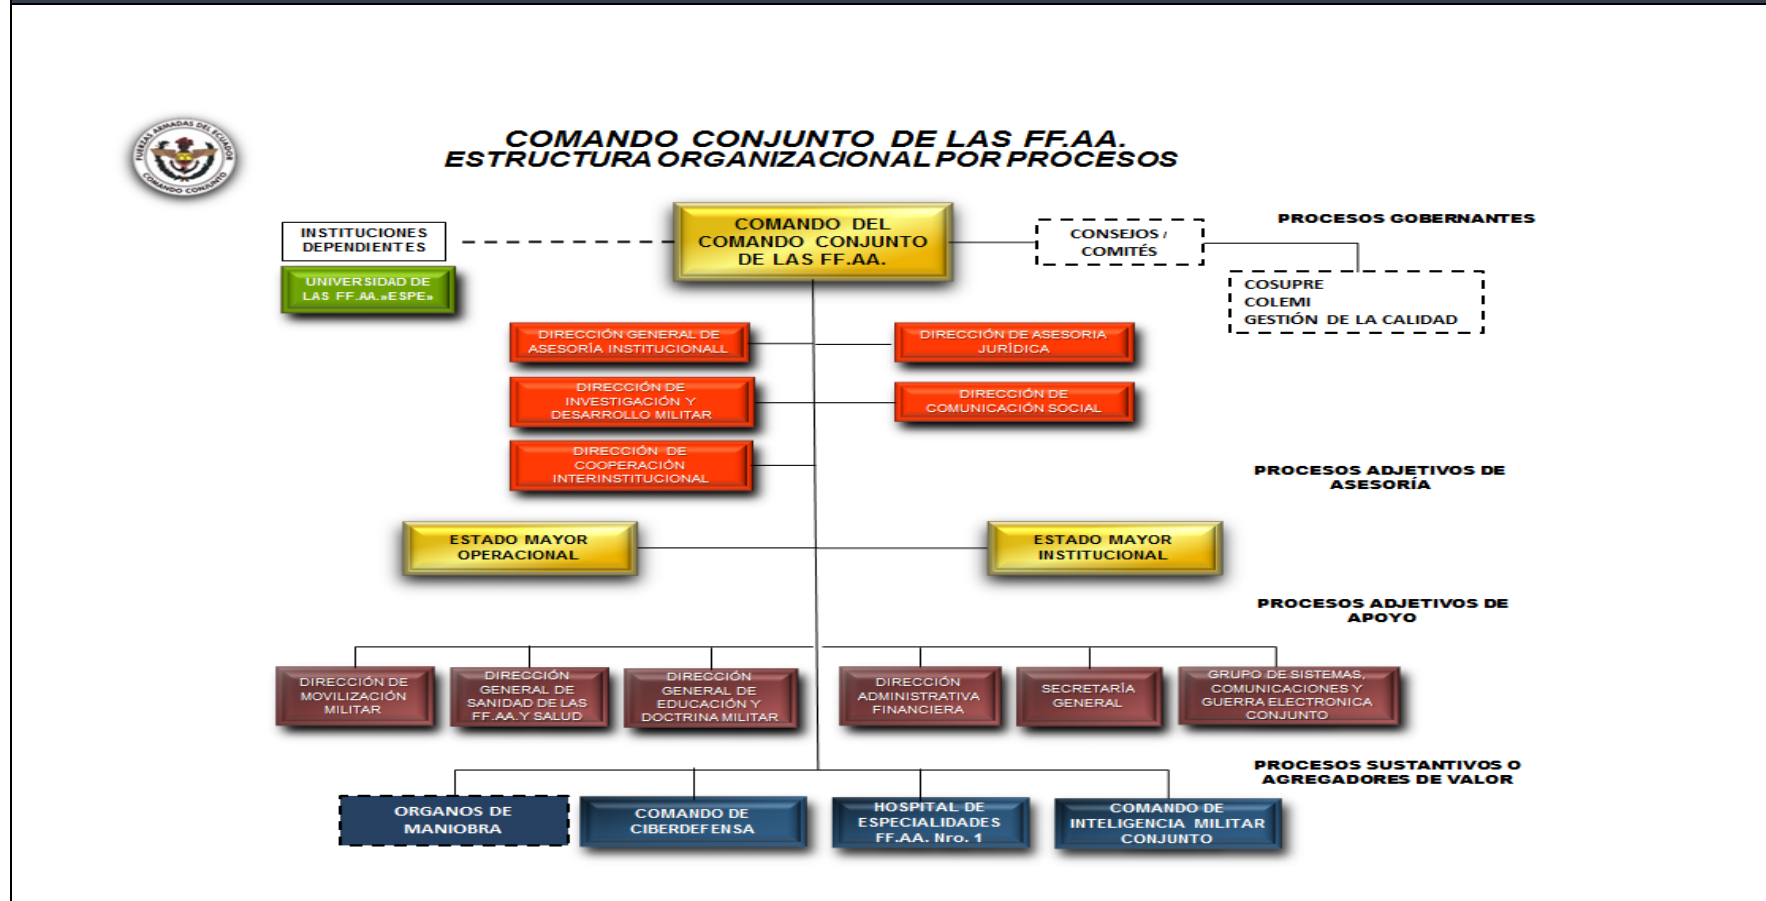 FUERZAS ARMADAS DEL ECUADOR
COMANDO CONJUNTO
COMANDO CONJUNTO DE LAS FF.AA.
ESTRUCTURA ORGANIZACIONAL POR PROCESOS
INSTITUCIONES
DEPENDIENTES
UNIVERSIDAD DE
LAS FF.AA.»ESPE»
COMANDO DEL
COMANDO CONJUNTO
DE LAS FF.AA.
CONSEJOS /
COMITÉS
PROCESOS GOBERNANTES
COSUPRE
COLEMI
GESTIÓN DE LA CALIDAD
DIRECCIÓN GENERAL DE
ASESORÍA INSTITUCIONALL
DIRECCIÓN DE ASESORIA
JURÍDICA
DIRECCIÓN DE
INVESTIGACIÓN Y
DESARROLLO MILITAR
DIRECCIÓN DE
COMUNICACIÓN SOCIAL
DIRECCIÓN DE
COOPERACIÓN
INTERINSTITUCIONAL
PROCESOS ADJETIVOS DE
ASESORÍA
ESTADO MAYOR
OPERACIONAL
ESTADO MAYOR
INSTITUCIONAL
PROCESOS ADJETIVOS DE
APOYO
DIRECCIÓN DE
MOVILIZACIÓN
MILITAR
DIRECCIÓN
GENERAL DE
SANIDAD DE LAS
FF.AA.Y SALUD
DIRECCIÓN
GENERAL DE
EDUCACIÓN Y
DOCTRINA MILITAR
DIRECCIÓN
ADMINISTRATIVA
FINANCIERA
SECRETARÍA
GENERAL
GRUPO DE SISTEMAS,
COMUNICACIONES Y
GUERRA ELECTRONICA
CONJUNTO
PROCESOS SUSTANTIVOS O
AGREGADORES DE VALOR
ORGANOS DE
MANIOBRA
COMANDO DE
CIBERDEFENSA
HOSPITAL DE
ESPECIALIDADES
FF.AA. Nro. 1
COMANDO DE
INTELIGENCIA MILITAR
CONJUNTO